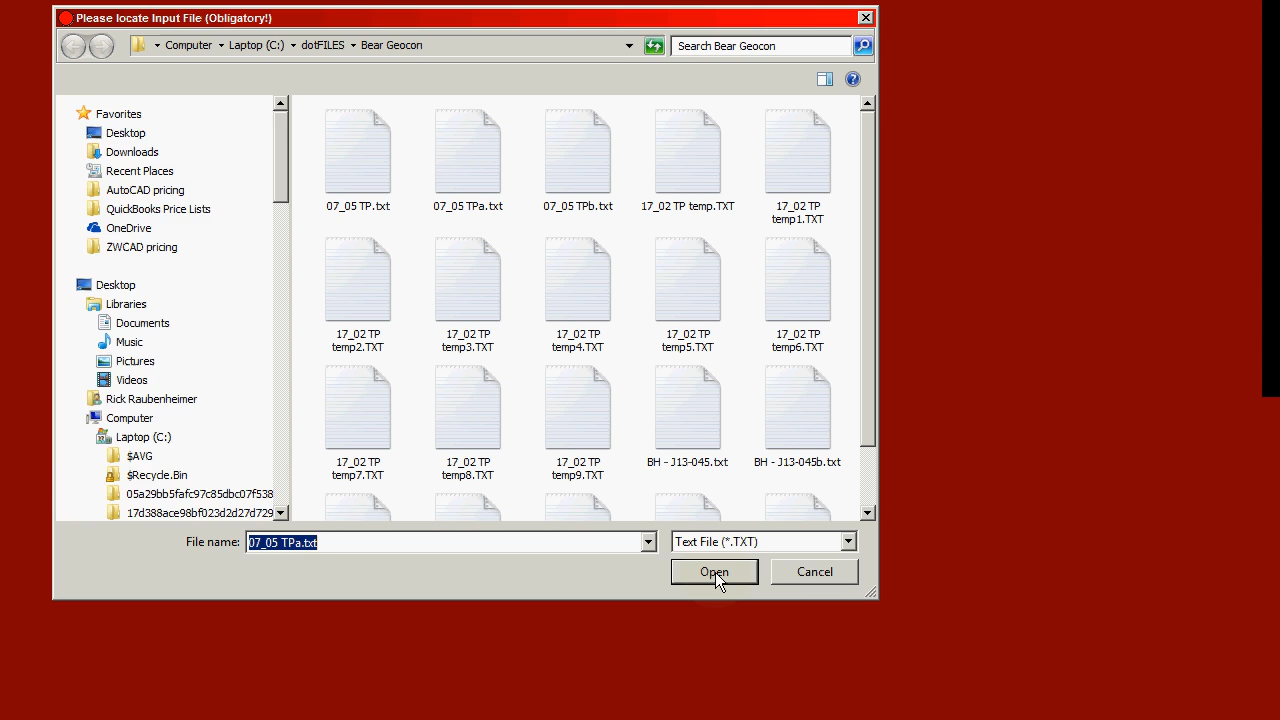 Please locate Input File (Obligatory!)
Computer Laptop (C:) dotFILES Bear Geocon
Search Bear Geocon
Favorites
Desktop
Downloads
Recent Places
AutoCAD pricing
QuickBooks Price Lists
OneDrive
ZWCAD pricing
Desktop
Libraries
Documents
Music
Pictures
Videos
Rick Raubenheimer
Computer
Laptop (C:)
$AVG
$Recycle.Bin
05a29bb5fafc97c85dbc07f538
17d388ace98bf023d2d27d729
07_05 TP.txt
07_05 TPa.txt
07_05 TPb.txt
17_02 TP temp.TXT
17_02 TP
temp1.TXT
17_02 TP
temp2.TXT
17_02 TP
temp3.TXT
17_02 TP
temp4.TXT
17_02 TP
temp5.TXT
17_02 TP
temp6.TXT
17_02 TP
temp7.TXT
17_02 TP
temp8.TXT
17_02 TP
temp9.TXT
BH - J13-045.txt
BH - J13-045b.txt
File name:
07_05 TPa.txt
Text File (*.TXT)
Open
Cancel